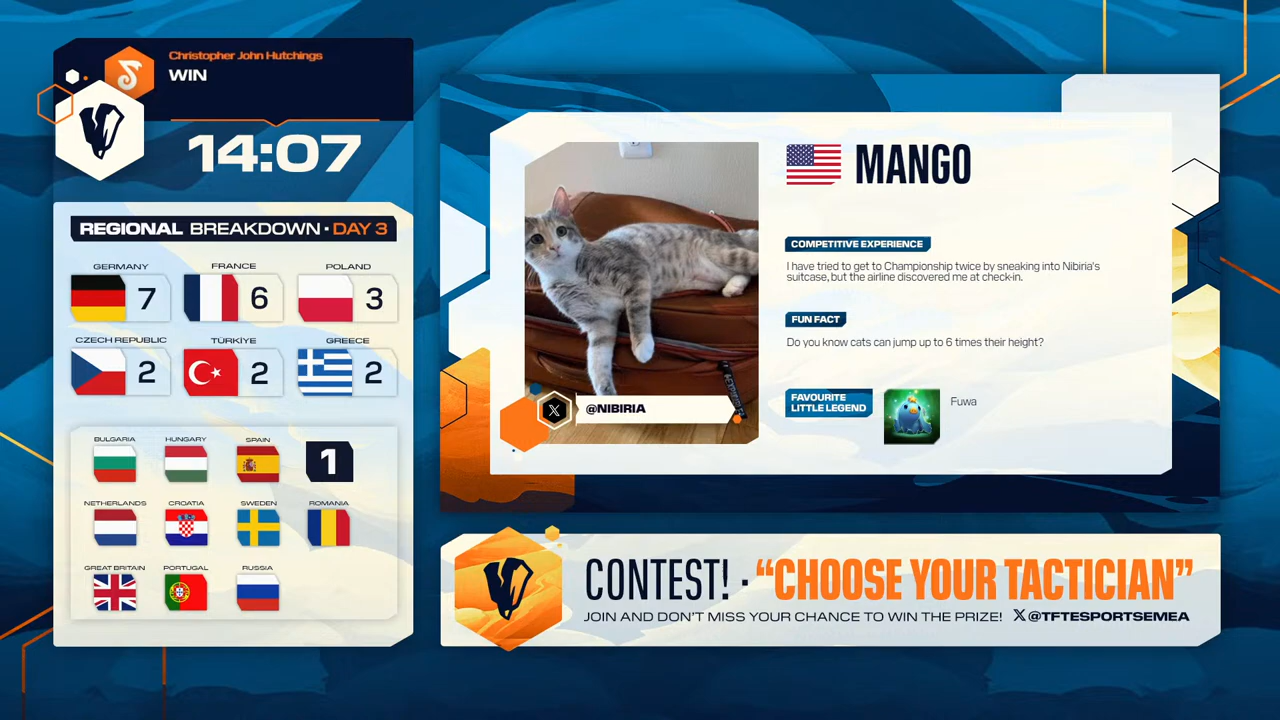 Christopher John Hutchings
WIN
14:07
REGIONAL BREAKDOWN · DAY 3
GERMANY
7
FRANCE
6
POLAND
3
CZECH REPUBLIC
2
TÜRKİYE
2
GREECE
2
BULGARIA
HUNGARY
SPAIN
1
NETHERLANDS
CROATIA
SWEDEN
ROMANIA
GREAT BRITAIN
PORTUGAL
RUSSIA
MANGO
COMPETITIVE EXPERIENCE
I have tried to get to Championship twice by sneaking into Nibiria's
suitcase, but the airline discovered me at check-in.
FUN FACT
Do you know cats can jump up to 6 times their height?
FAVOURITE
LITTLE LEGEND
Fuwa
X @NIBIRIA
CONTEST! · “CHOOSE YOUR TACTICIAN”
JOIN AND DON'T MISS YOUR CHANCE TO WIN THE PRIZE! X @TFTESPORTSEMEA